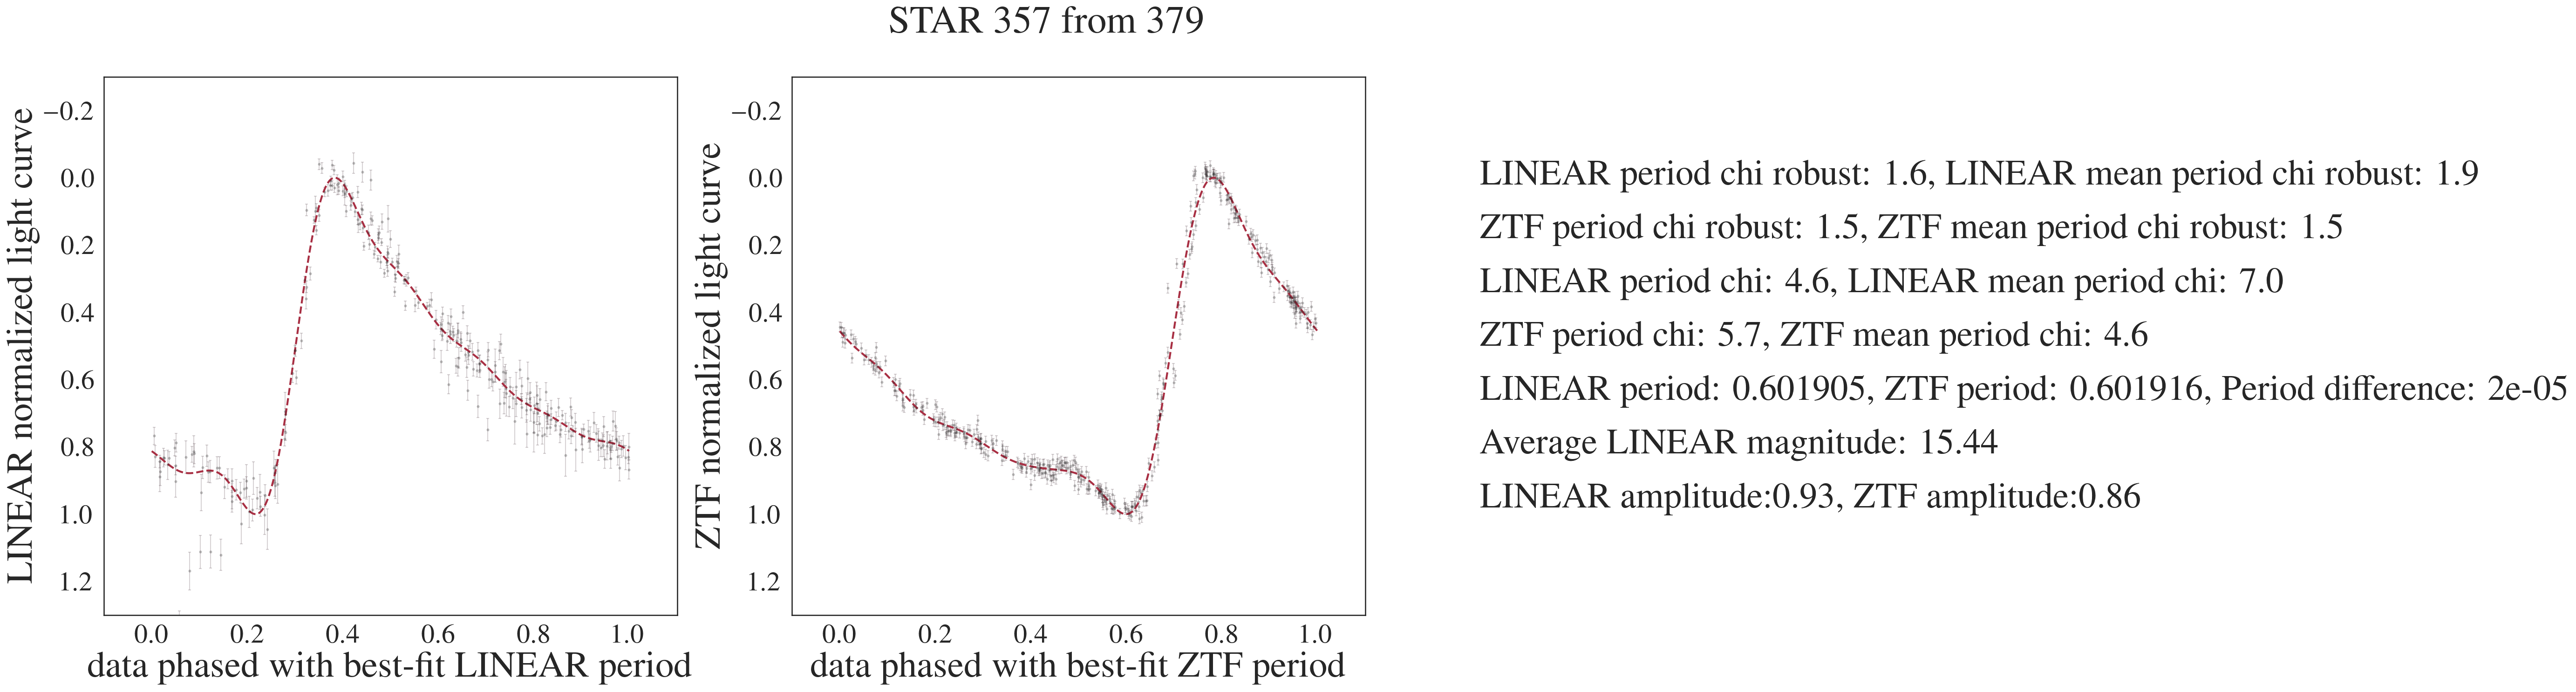 STAR 357 from 379
LINEAR normalized light curve
−0.2
0.0
0.2
0.4
0.6
0.8
1.0
1.2
0.0 0.2 0.4 0.6 0.8 1.0
data phased with best-fit LINEAR period
ZTF normalized light curve
−0.2
0.0
0.2
0.4
0.6
0.8
1.0
1.2
0.0 0.2 0.4 0.6 0.8 1.0
data phased with best-fit ZTF period
LINEAR period chi robust: 1.6, LINEAR mean period chi robust: 1.9
ZTF period chi robust: 1.5, ZTF mean period chi robust: 1.5
LINEAR period chi: 4.6, LINEAR mean period chi: 7.0
ZTF period chi: 5.7, ZTF mean period chi: 4.6
LINEAR period: 0.601905, ZTF period: 0.601916, Period difference: 2e-05
Average LINEAR magnitude: 15.44
LINEAR amplitude:0.93, ZTF amplitude:0.86